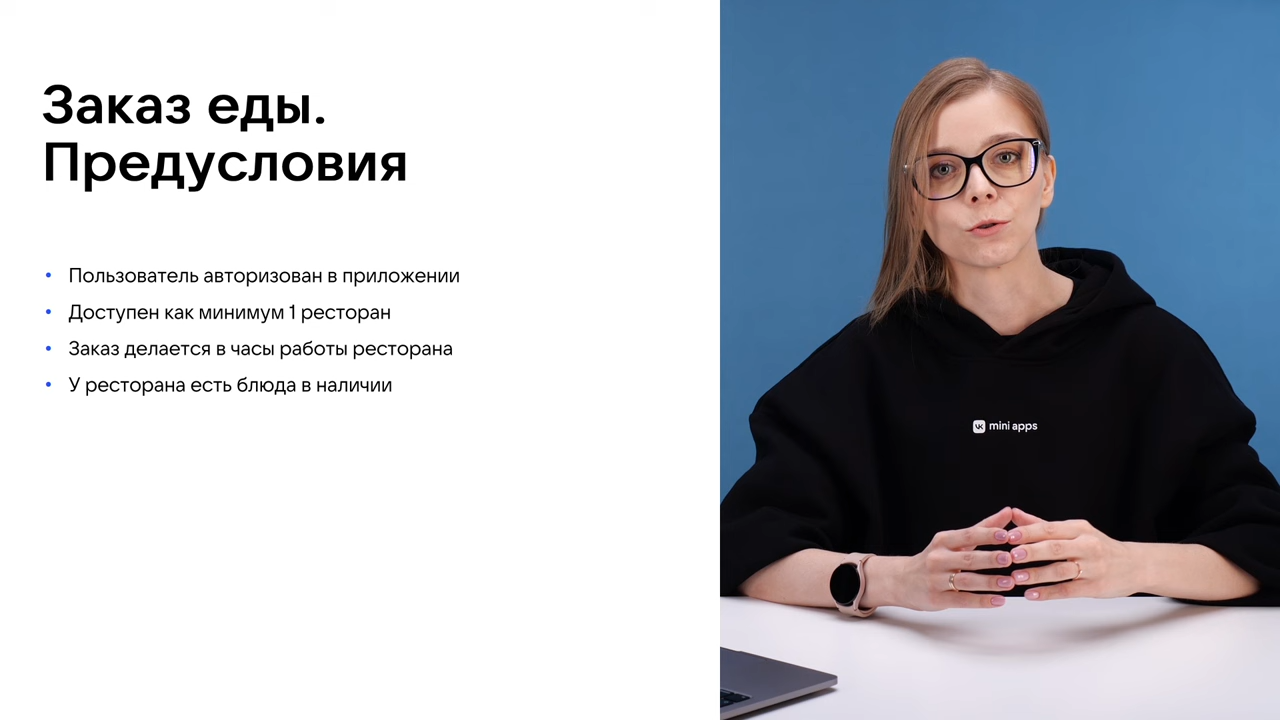 Заказ еды.
Предусловия
• Пользователь авторизован в приложении
• Доступен как минимум 1 ресторан
• Заказ делается в часы работы ресторана
• У ресторана есть блюда в наличии
VK mini apps